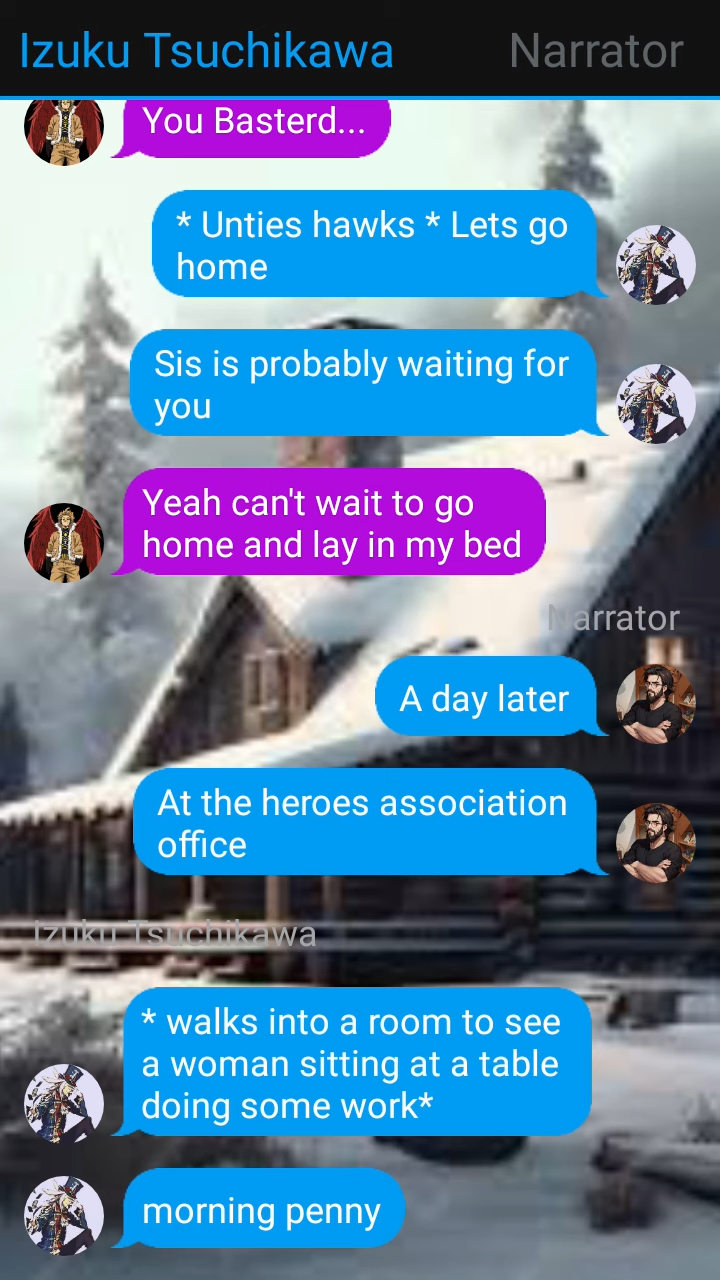 Izuku Tsuchikawa
Narrator
You Basterd...
* Unties hawks * Lets go
home
Sis is probably waiting for
you
Yeah can't wait to go
home and lay in my bed
Narrator
A day later
At the heroes association
office
Izuku Tsuchikawa
* walks into a room to see
a woman sitting at a table
doing some work*
morning penny